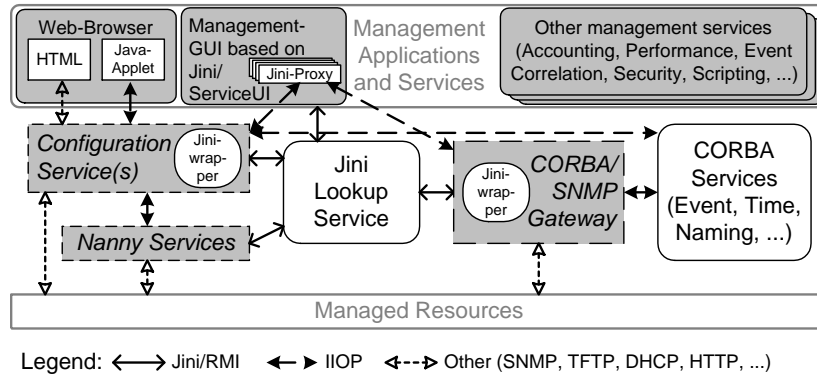 Web-Browser
HTML
Java-
Applet
Management-
GUI based on
Jini/
ServiceUI
Jini-Proxy
Management
Applications
and Services
Other management services
(Accounting, Performance, Event
Correlation, Security, Scripting, ...)
Configuration
Service(s)
Jini-
wrap-
per
Nanny Services
Jini
Lookup
Service
Jini-
wrap-
per
CORBA/
SNMP
Gateway
CORBA
Services
(Event, Time,
Naming, ...)
Managed Resources
Legend: Jini/RMI IIOP Other (SNMP, TFTP, DHCP, HTTP, ...)